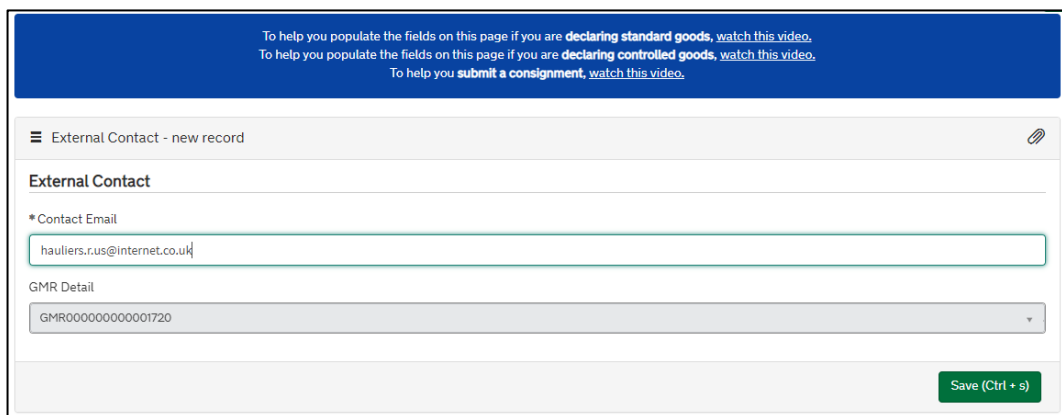 To help you populate the fields on this page if you are declaring standard goods, watch this video.
To help you populate the fields on this page if you are declaring controlled goods, watch this video.
To help you submit a consignment, watch this video.
External Contact - new record
External Contact
* Contact Email
hauliers.r.us@internet.co.uk
GMR Detail
GMR000000000001720
Save (Ctrl + s)